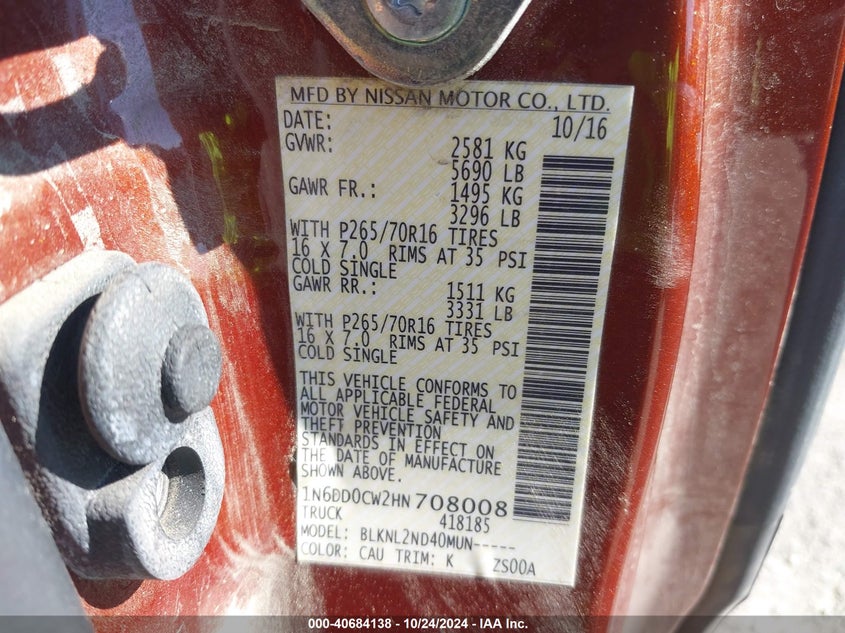 MFD BY NISSAN MOTOR CO., LTD.
DATE: 10/16
GVWR: 2581 KG
5690 LB
GAWR FR.: 1495 KG
3296 LB
WITH P265/70R16 TIRES
16 X 7.0 RIMS AT 35 PSI
COLD SINGLE
GAWR RR.: 1511 KG
3331 LB
WITH P265/70R16 TIRES
16 X 7.0 RIMS AT 35 PSI
COLD SINGLE
THIS VEHICLE CONFORMS TO
ALL APPLICABLE FEDERAL
MOTOR VEHICLE SAFETY AND
THEFT PREVENTION
STANDARDS IN EFFECT ON
THE DATE OF MANUFACTURE
SHOWN ABOVE.
1N6DD0CW2HN708008
TRUCK 418185
MODEL: BLKNL2ND40MUN-----
COLOR: CAU TRIM: K ZS00A
000-40684138 - 10/24/2024 - IAA Inc.